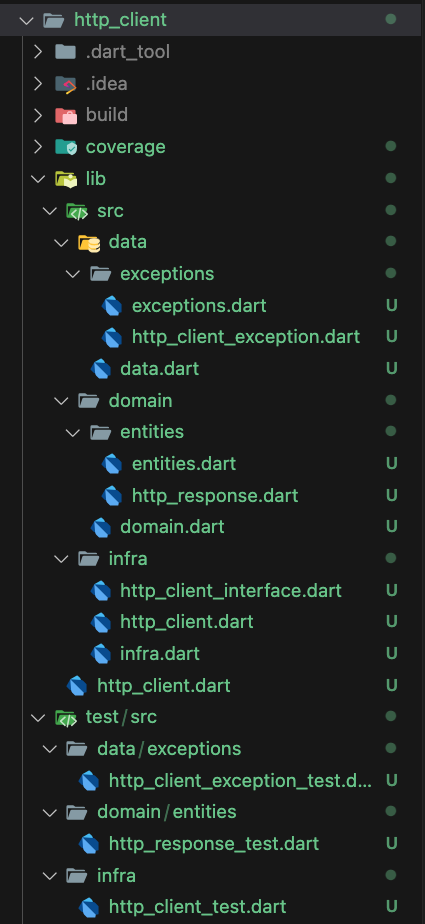 http_client
.dart_tool
.idea
build
coverage
lib
src
data
exceptions
exceptions.dart U
http_client_exception.dart U
data.dart U
domain
entities
entities.dart U
http_response.dart U
domain.dart U
infra
http_client_interface.dart U
http_client.dart U
infra.dart U
http_client.dart U
test/src
data/exceptions
http_client_exception_test.d... U
domain/entities
http_response_test.dart U
infra
http_client_test.dart U